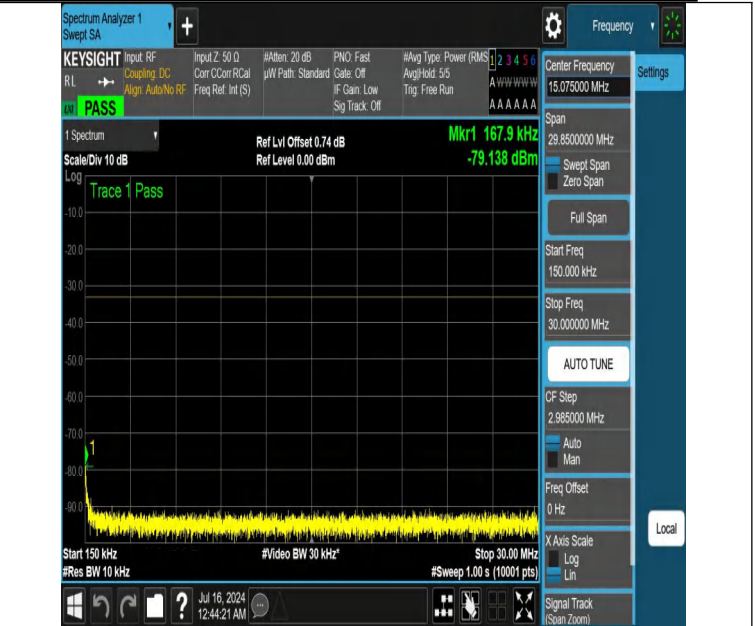 Spectrum Analyzer 1
Swept SA
+
Frequency
KEYSIGHT
RL
PASS
Input: RF
Coupling: DC
Align: Auto/No RF
Input Z: 50 Ω
Corr CCorr RCal
Freq Ref: Int (S)
#Atten: 20 dB
µW Path: Standard
PNO: Fast
Gate: Off
IF Gain: Low
Sig Track: Off
#Avg Type: Power (RMS
Avg|Hold: 5/5
Trig: Free Run
1 2 3 4 5 6
A W W W W W
A A A A A A
1 Spectrum
Scale/Div 10 dB
Ref Lvl Offset 0.74 dB
Ref Level 0.00 dBm
Mkr1 167.9 kHz
-79.138 dBm
Log
Trace 1 Pass
-10.0
-20.0
-30.0
-40.0
-50.0
-60.0
-70.0
1
-80.0
-90.0
Start 150 kHz
#Video BW 30 kHz*
Stop 30.00 MHz
#Res BW 10 kHz
#Sweep 1.00 s (10001 pts)
?
Jul 16, 2024
12:44:21 AM
Center Frequency
15.075000 MHz
Settings
Span
29.8500000 MHz
Swept Span
Zero Span
Full Span
Start Freq
150.000 kHz
Stop Freq
30.000000 MHz
AUTO TUNE
CF Step
2.985000 MHz
Auto
Man
Freq Offset
0 Hz
Local
X Axis Scale
Log
Lin
Signal Track
(Span Zoom)